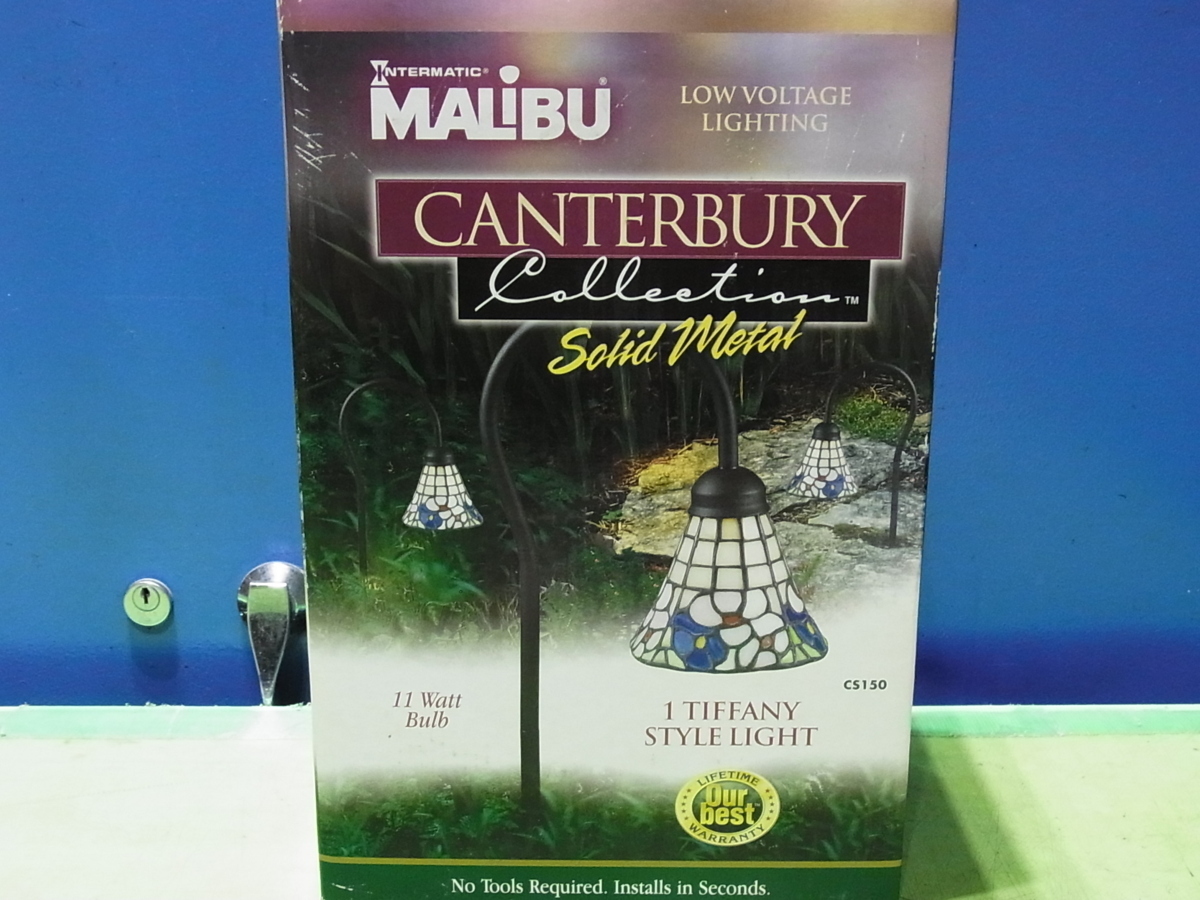 INTERMATIC®
MALiBU®
LOW VOLTAGE
LIGHTING
CANTERBURY
Collection™
Solid Metal
CS150
11 Watt
Bulb
1 TIFFANY
STYLE LIGHT
LIFETIME
Our
best
WARRANTY
No Tools Required. Installs in Seconds.